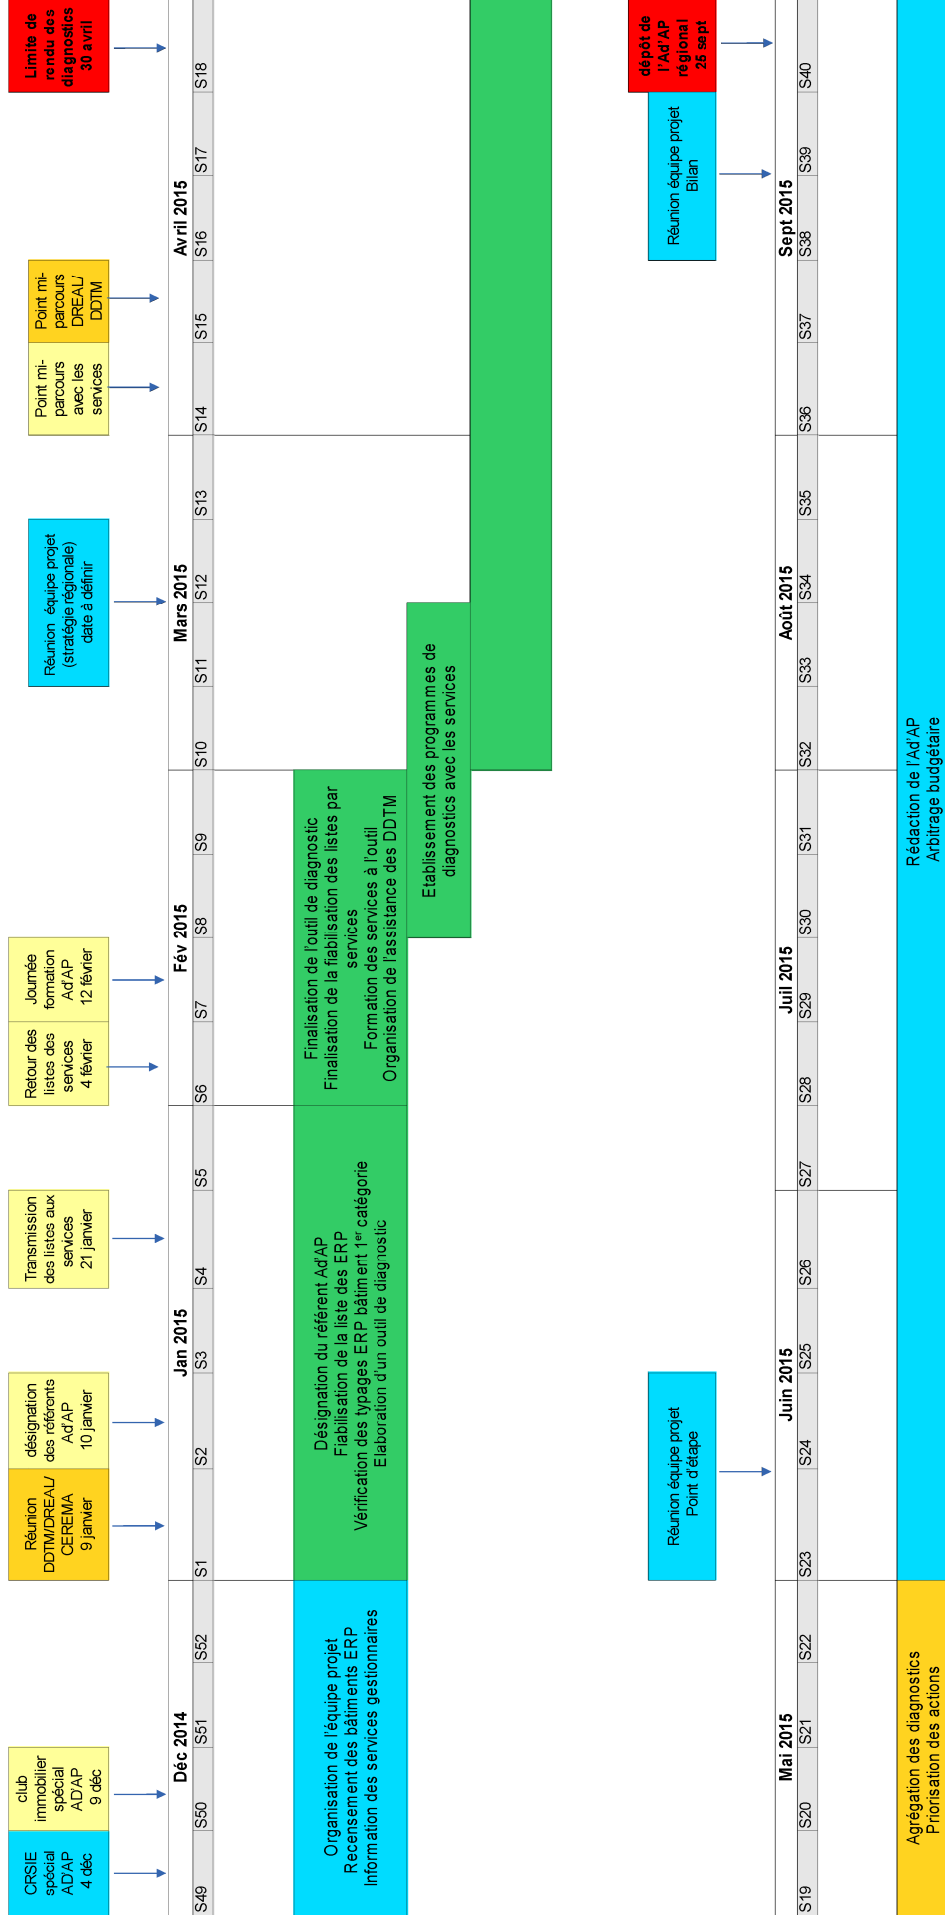 CRSIE
spécial
AD'AP
4 déc
club
immobilier
spécial
AD'AP
9 déc
Réunion
DDTM/DREAL/
CEREMA
9 janvier
désignation
des référents
Ad'AP
10 janvier
Transmission
des listes aux
services
21 janvier
Retour des
listes des
services
4 février
Journée
formation
Ad'AP
12 février
Réunion équipe projet
(stratégie régionale)
date à définir
Point mi-
parcours
avec les
services
Point mi-
parcours
DREAL/
DDTM
Limite de
rendu des
diagnostics
30 avril
Déc 2014
Jan 2015
Fév 2015
Mars 2015
Avril 2015
S49
S50
S51
S52
S1
S2
S3
S4
S5
S6
S7
S8
S9
S10
S11
S12
S13
S14
S15
S16
S17
S18
Organisation de l'équipe projet
Recensement des bâtiments ERP
Information des services gestionnaires
Désignation du référent Ad'AP
Fiabilisation de la liste des ERP
Vérification des typages ERP bâtiment 1er catégorie
Elaboration d'un outil de diagnostic
Finalisation de l'outil de diagnostic
Finalisation de la fiabilisation des listes par
services
Formation des services à l'outil
Organisation de l'assistance des DDTM
Etablissement des programmes de
diagnostics avec les services
Réunion équipe projet
Point d'étape
Réunion équipe projet
Bilan
dépôt de
l'Ad'AP
régional
25 sept
Mai 2015
Juin 2015
Juil 2015
Août 2015
Sept 2015
S19
S20
S21
S22
S23
S24
S25
S26
S27
S28
S29
S30
S31
S32
S33
S34
S35
S36
S37
S38
S39
S40
Agrégation des diagnostics
Priorisation des actions
Rédaction de l'Ad'AP
Arbitrage budgétaire